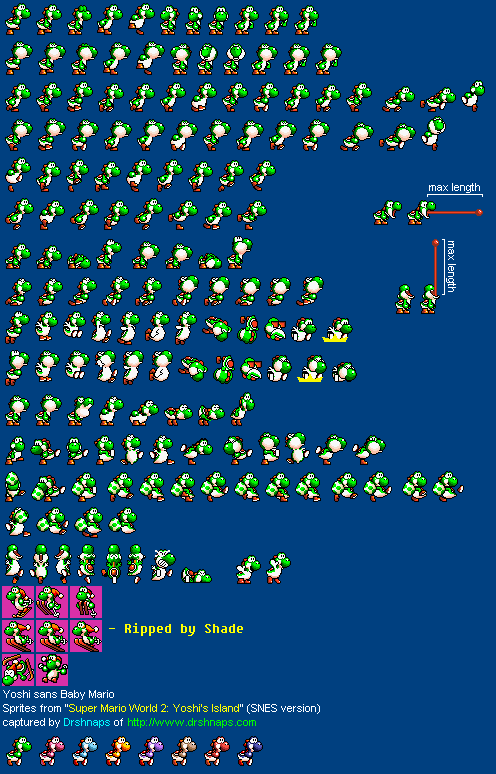 max length
max length
- Ripped by Shade
Yoshi sans Baby Mario
Sprites from "Super Mario World 2: Yoshi's Island" (SNES version)
captured by Drshnaps of http://www.drshnaps.com